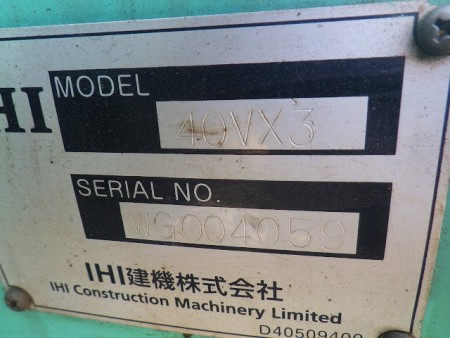 IHI
MODEL
40VX3
SERIAL NO.
WG004059
IHI建機株式会社
IHI Construction Machinery Limited
D40509400